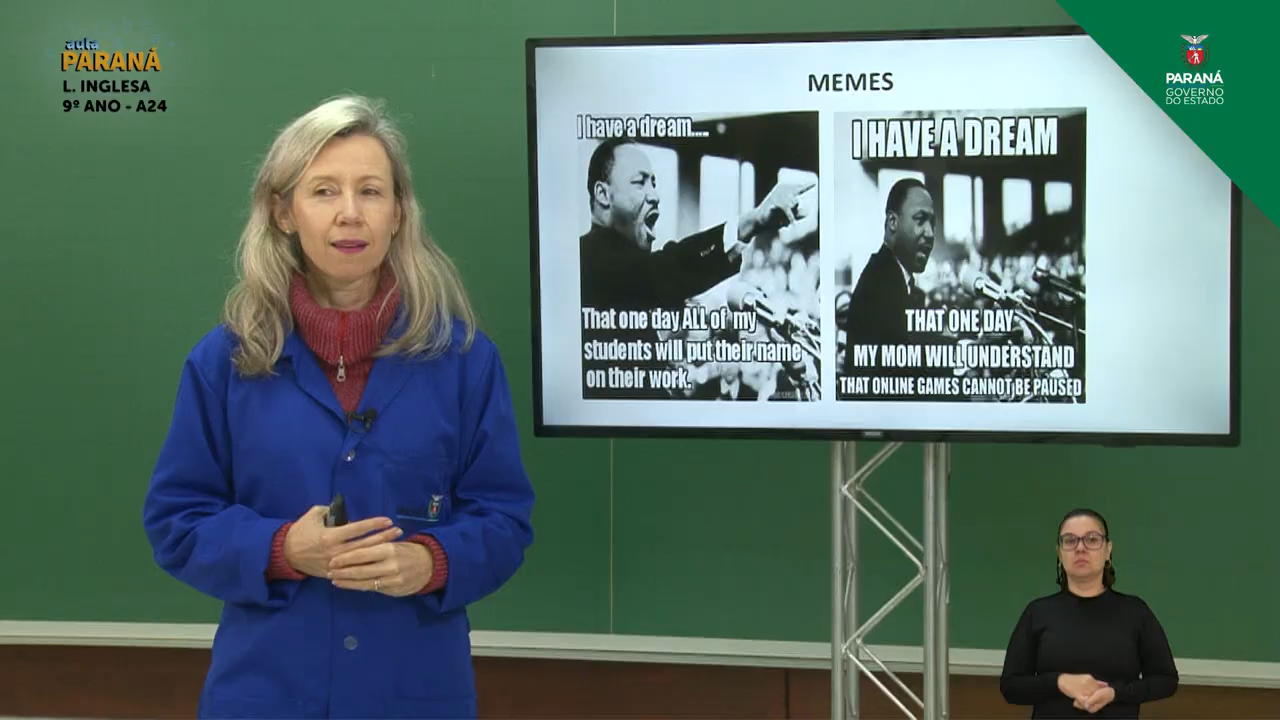 aula
PARANÁ
L. INGLESA
9º ANO - A24
MEMES
I have a dream....
That one day ALL of my
students will put their name
on their work.
I HAVE A DREAM
THAT ONE DAY
MY MOM WILL UNDERSTAND
THAT ONLINE GAMES CANNOT BE PAUSED
PARANÁ
GOVERNO
DO ESTADO